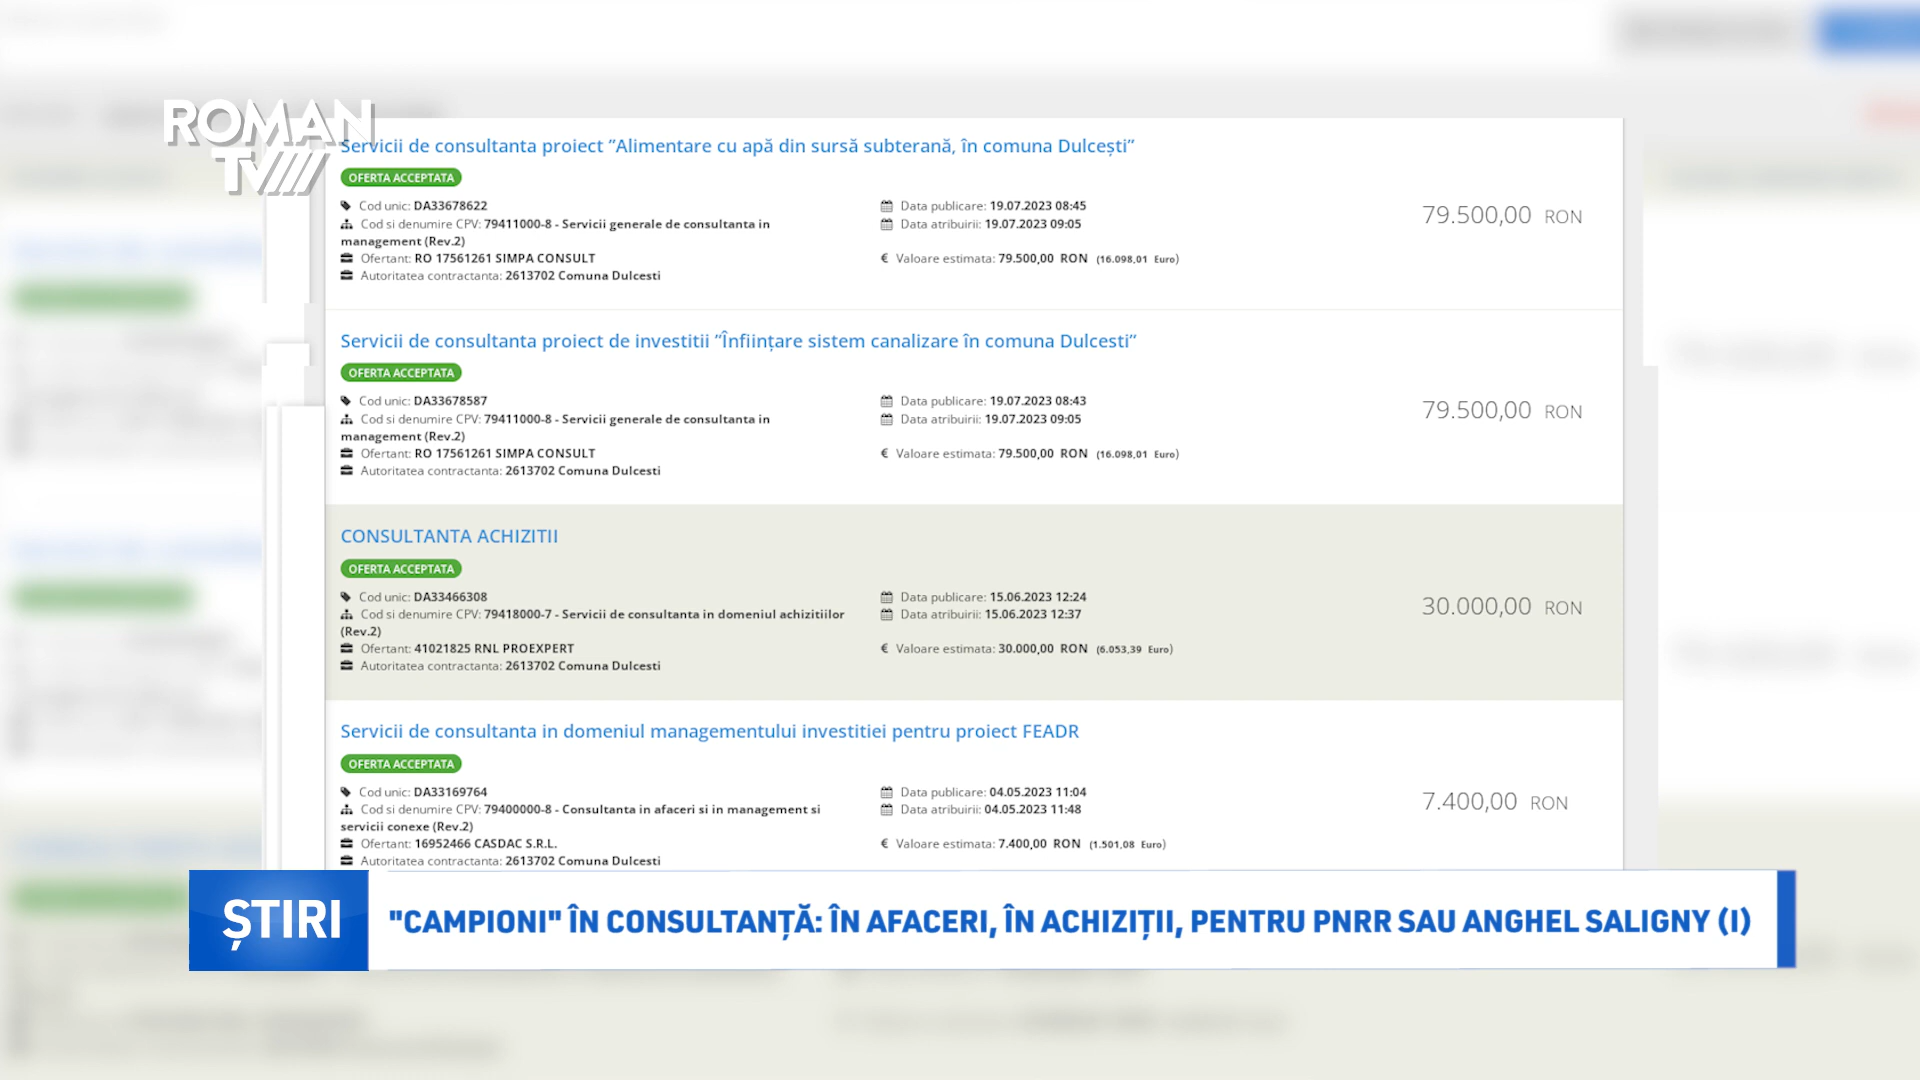 ROMAN
TV
Servicii de consultanta proiect ”Alimentare cu apă din sursă subterană, în comuna Dulcești”
OFERTA ACCEPTATA
Cod unic: DA33678622
Data publicare: 19.07.2023 08:45
Cod si denumire CPV: 79411000-8 - Servicii generale de consultanta in
management (Rev.2)
Data atribuirii: 19.07.2023 09:05
79.500,00 RON
Ofertant: RO 17561261 SIMPA CONSULT
Valoare estimata: 79.500,00 RON (16.098,01 Euro)
Autoritatea contractanta: 2613702 Comuna Dulcesti
Servicii de consultanta proiect de investitii ”Înființare sistem canalizare în comuna Dulcesti”
OFERTA ACCEPTATA
Cod unic: DA33678587
Data publicare: 19.07.2023 08:43
Cod si denumire CPV: 79411000-8 - Servicii generale de consultanta in
management (Rev.2)
Data atribuirii: 19.07.2023 09:05
79.500,00 RON
Ofertant: RO 17561261 SIMPA CONSULT
€ Valoare estimata: 79.500,00 RON (16.098,01 Euro)
Autoritatea contractanta: 2613702 Comuna Dulcesti
CONSULTANTA ACHIZITII
OFERTA ACCEPTATA
Cod unic: DA33466308
Data publicare: 15.06.2023 12:24
Cod si denumire CPV: 79418000-7 - Servicii de consultanta in domeniul achizitiilor
(Rev.2)
Data atribuirii: 15.06.2023 12:37
30.000,00 RON
Ofertant: 41021825 RNL PROEXPERT
€ Valoare estimata: 30.000,00 RON (6.053,39 Euro)
Autoritatea contractanta: 2613702 Comuna Dulcesti
Servicii de consultanta in domeniul managementului investitiei pentru proiect FEADR
OFERTA ACCEPTATA
Cod unic: DA33169764
Data publicare: 04.05.2023 11:04
Cod si denumire CPV: 79400000-8 - Consultanta in afaceri si in management si
servicii conexe (Rev.2)
Data atribuirii: 04.05.2023 11:48
7.400,00 RON
Ofertant: 16952466 CASDAC S.R.L.
€ Valoare estimata: 7.400,00 RON (1.501,08 Euro)
Autoritatea contractanta: 2613702 Comuna Dulcesti
ȘTIRI
"CAMPIONI" ÎN CONSULTANȚĂ: ÎN AFACERI, ÎN ACHIZIȚII, PENTRU PNRR SAU ANGHEL SALIGNY (I)